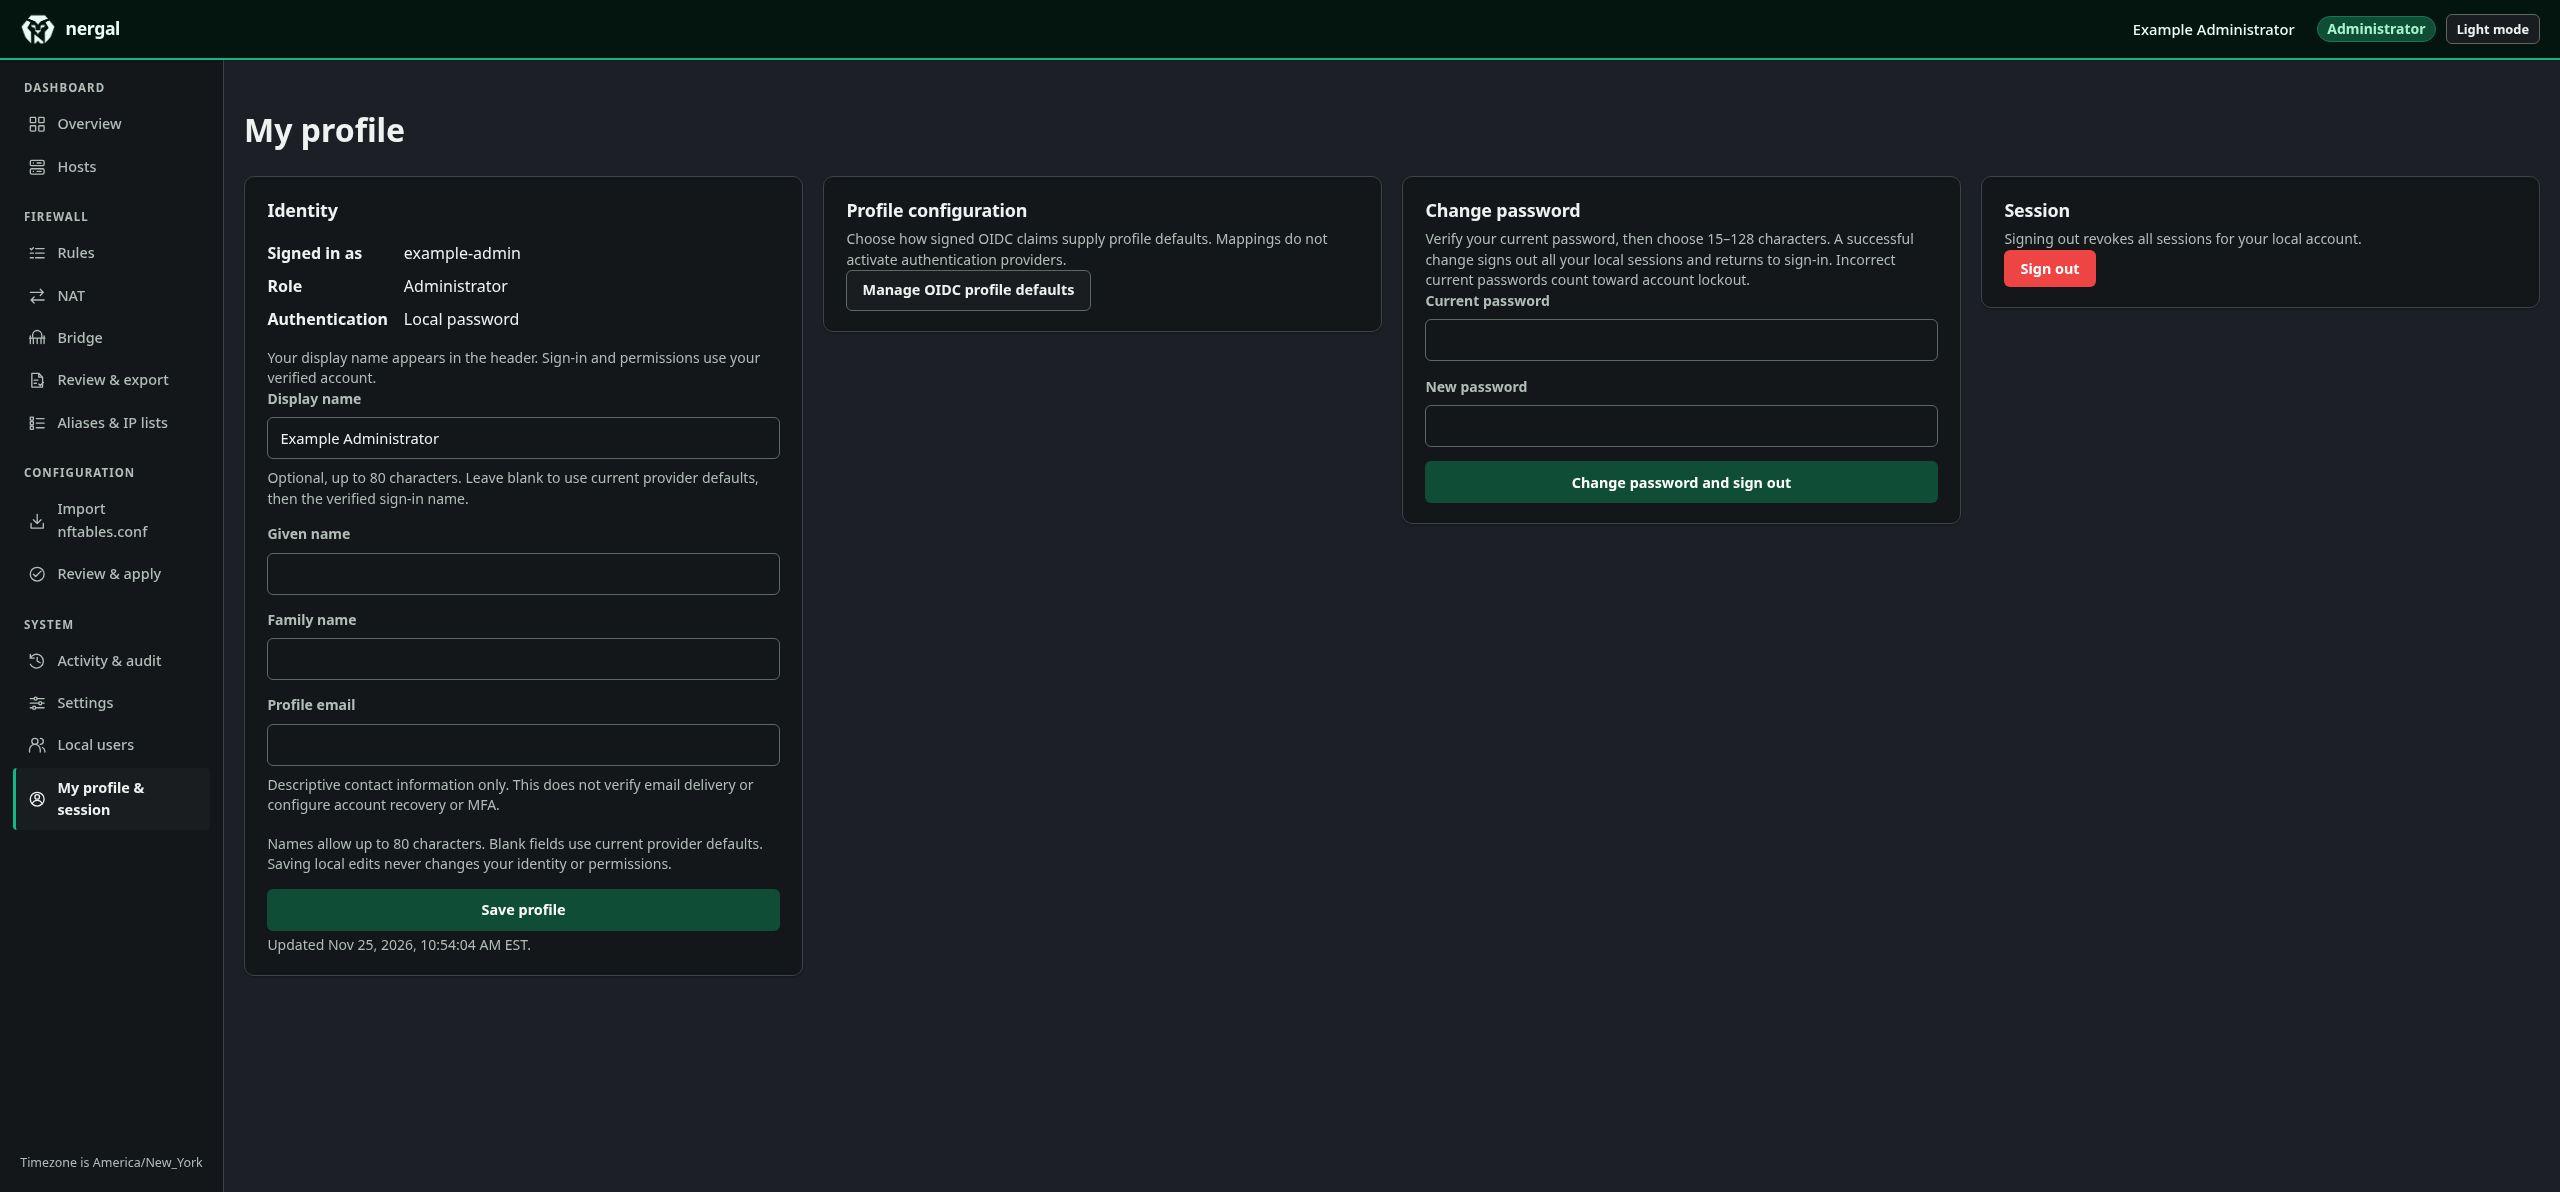 nergal
Example Administrator
Administrator
Light mode
DASHBOARD
Overview
Hosts
FIREWALL
Rules
NAT
Bridge
Review & export
Aliases & IP lists
CONFIGURATION
Import
nftables.conf
Review & apply
SYSTEM
Activity & audit
Settings
Local users
My profile &
session
Timezone is America/New_York
My profile
Identity
Signed in as example-admin
Role Administrator
Authentication Local password
Your display name appears in the header. Sign-in and permissions use your
verified account.
Display name
Example Administrator
Optional, up to 80 characters. Leave blank to use current provider defaults,
then the verified sign-in name.
Given name
Family name
Profile email
Descriptive contact information only. This does not verify email delivery or
configure account recovery or MFA.
Names allow up to 80 characters. Blank fields use current provider defaults.
Saving local edits never changes your identity or permissions.
Save profile
Updated Nov 25, 2026, 10:54:04 AM EST.
Profile configuration
Choose how signed OIDC claims supply profile defaults. Mappings do not
activate authentication providers.
Manage OIDC profile defaults
Change password
Verify your current password, then choose 15–128 characters. A successful
change signs out all your local sessions and returns to sign-in. Incorrect
current passwords count toward account lockout.
Current password
New password
Change password and sign out
Session
Signing out revokes all sessions for your local account.
Sign out